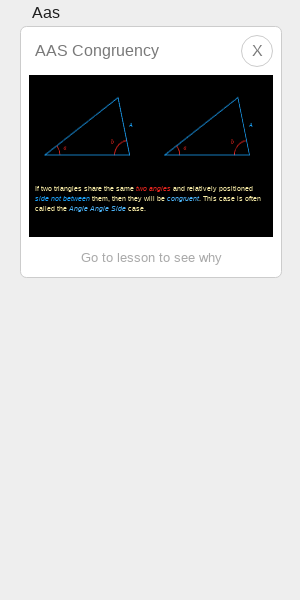 Aas
AAS Congruency
X
If two triangles share the same two angles and relatively positioned
side not between them, then they will be congruent. This case is often
called the Angle Angle Side case.
Go to lesson to see why